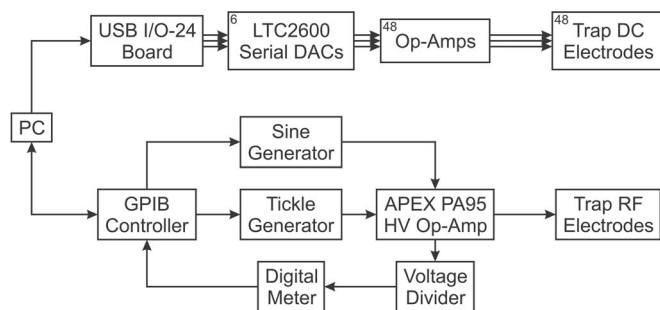 USB I/O-24
Board
6
LTC2600
Serial DACs
48
Op-Amps
48
Trap DC
Electrodes
PC
Sine
Generator
GPIB
Controller
Tickle
Generator
APEX PA95
HV Op-Amp
Trap RF
Electrodes
Digital
Meter
Voltage
Divider